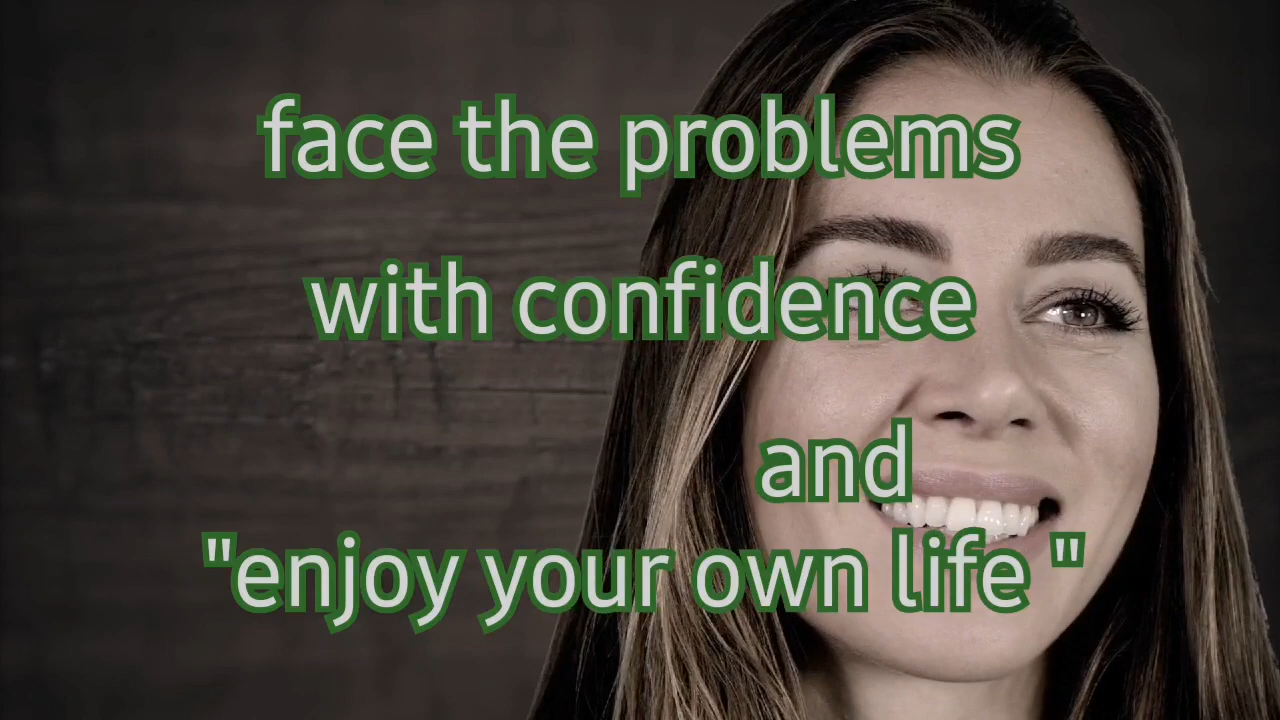 face the problems
with confidence
and
"enjoy your own life "